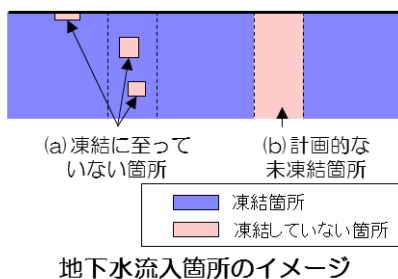 (a)凍結に至って
いない箇所
(b)計画的な
未凍結箇所
凍結箇所
凍結していない箇所
地下水流入箇所のイメージ